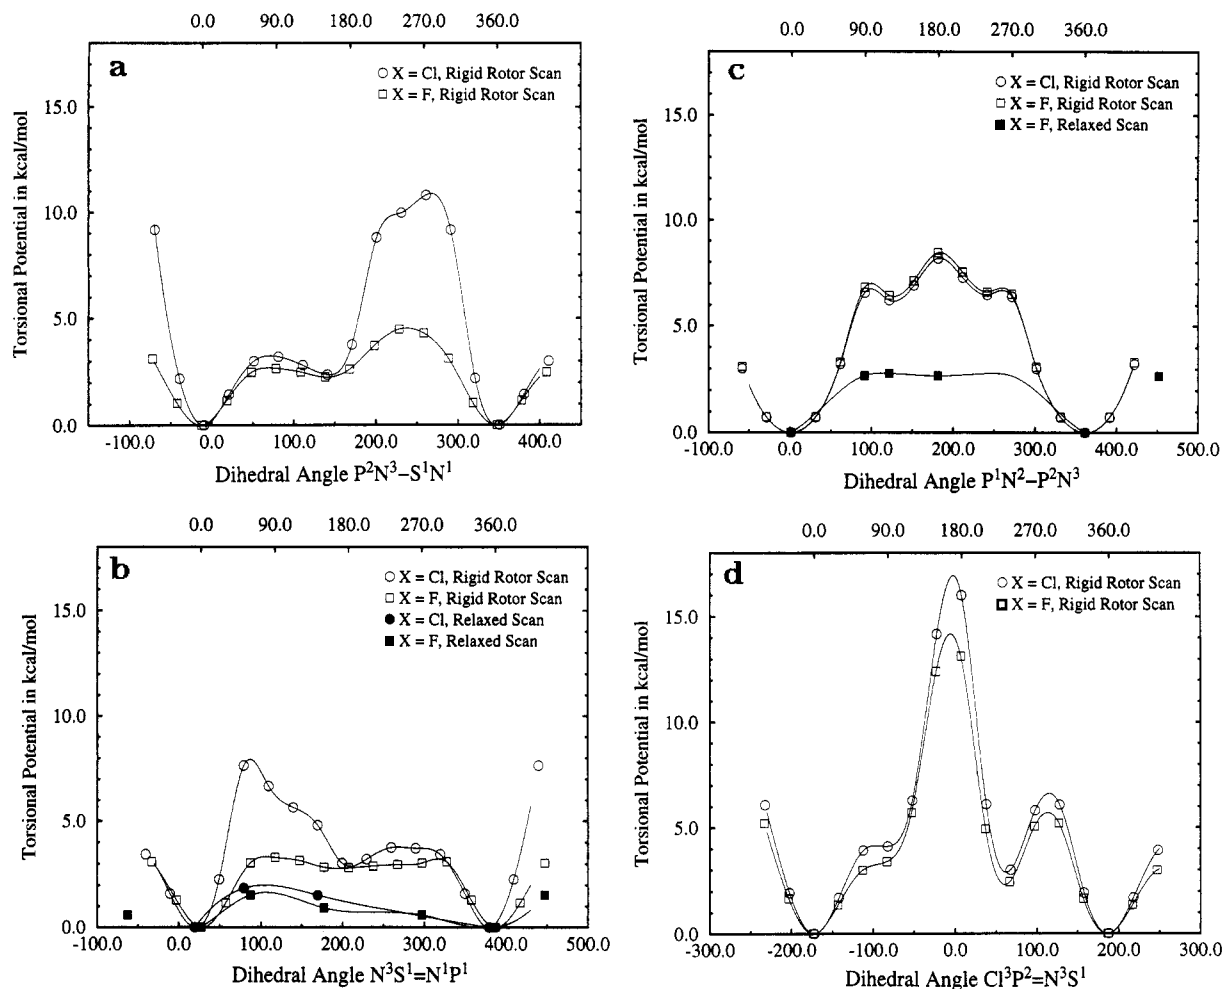 0.0 90.0 180.0 270.0 360.0
a
X = Cl, Rigid Rotor Scan
X = F, Rigid Rotor Scan
15.0
10.0
5.0
0.0
Torsional Potential in kcal/mol
-100.0 0.0 100.0 200.0 300.0 400.0
Dihedral Angle P²N³–S¹N¹
0.0 90.0 180.0 270.0 360.0
c
X = Cl, Rigid Rotor Scan
X = F, Rigid Rotor Scan
X = F, Relaxed Scan
15.0
10.0
5.0
0.0
Torsional Potential in kcal/mol
-100.0 0.0 100.0 200.0 300.0 400.0 500.0
Dihedral Angle P¹N²–P²N³
0.0 90.0 180.0 270.0 360.0
b
X = Cl, Rigid Rotor Scan
X = F, Rigid Rotor Scan
X = Cl, Relaxed Scan
X = F, Relaxed Scan
15.0
10.0
5.0
0.0
Torsional Potential in kcal/mol
-100.0 0.0 100.0 200.0 300.0 400.0 500.0
Dihedral Angle N³S¹=N¹P¹
0.0 90.0 180.0 270.0 360.0
d
X = Cl, Rigid Rotor Scan
X = F, Rigid Rotor Scan
15.0
10.0
5.0
0.0
Torsional Potential in kcal/mol
-300.0 -200.0 -100.0 0.0 100.0 200.0 300.0
Dihedral Angle Cl³P²=N³S¹